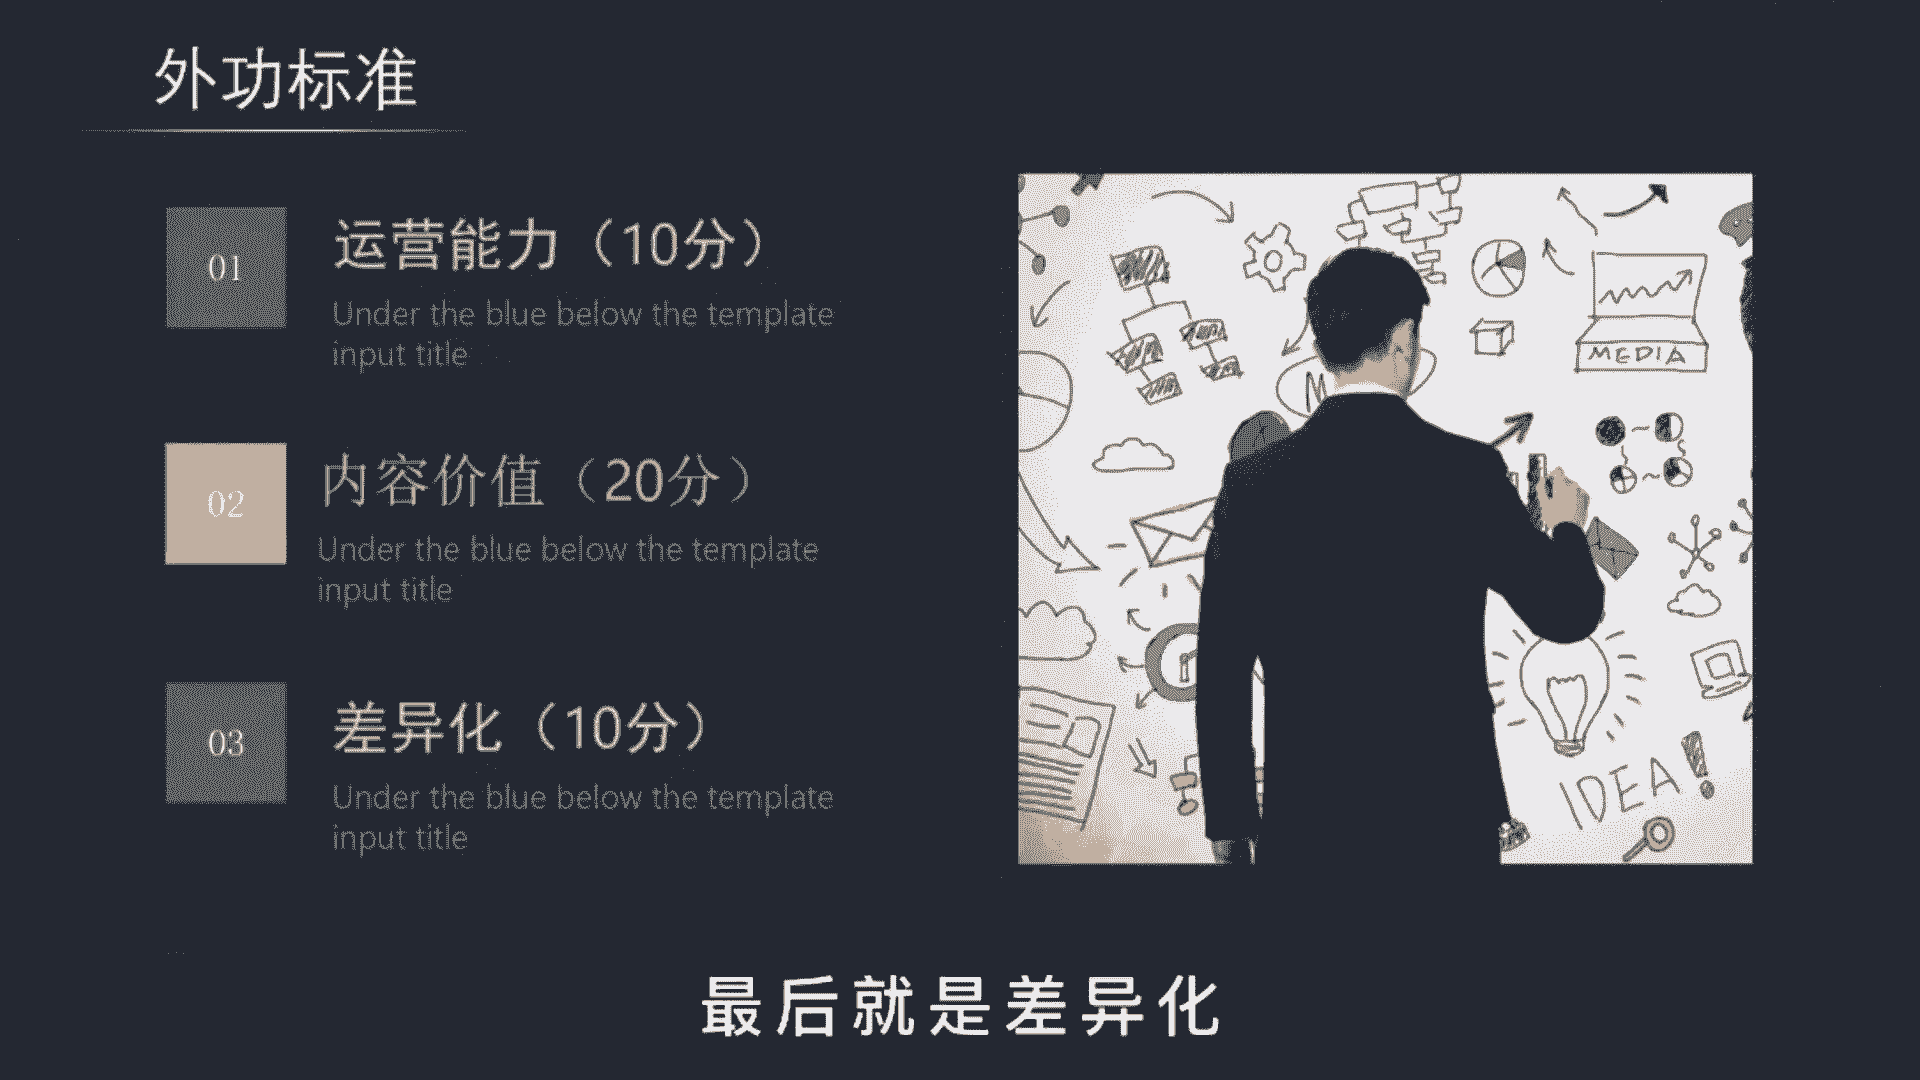 外功标准
01
运营能力（10分）
Under the blue below the template
input title
02
内容价值（20分）
Under the blue below the template
input title
03
差异化（10分）
Under the blue below the template
input title
MEDIA
M
IDEA!
最后就是差异化